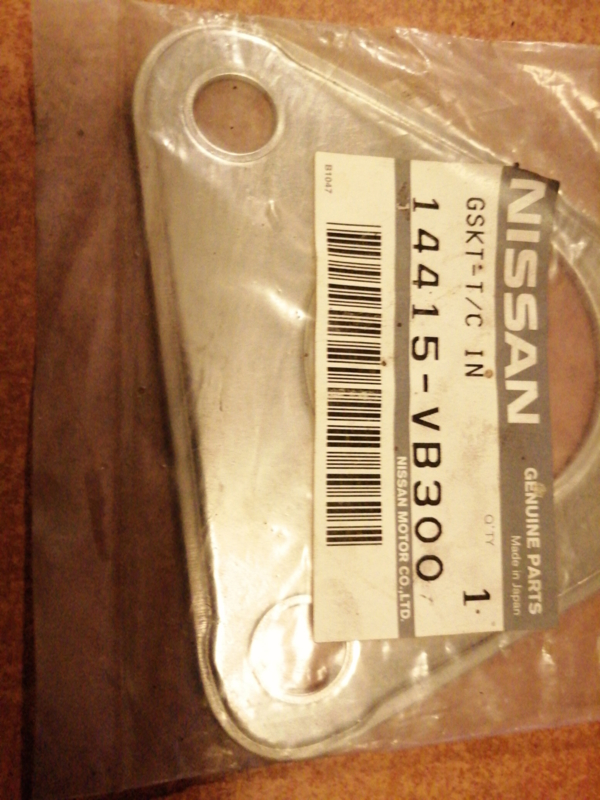 NISSAN GENUINE PARTS
Made in Japan
GSKT-T/C IN
Q'TY
1
14415-VB300
NISSAN MOTOR CO.,LTD.
B1047